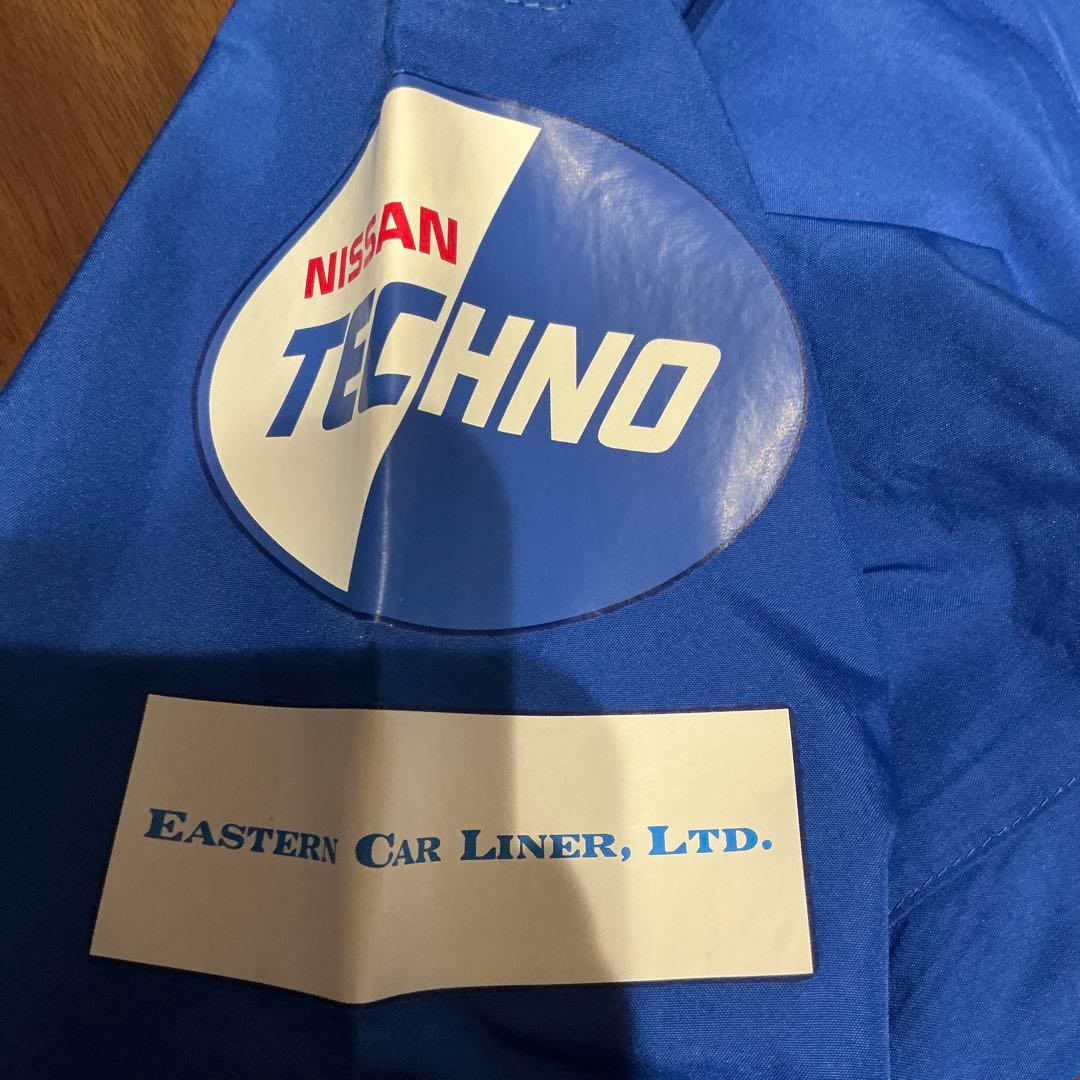 NISSAN
TECHNO
EASTERN CAR LINER, LTD.